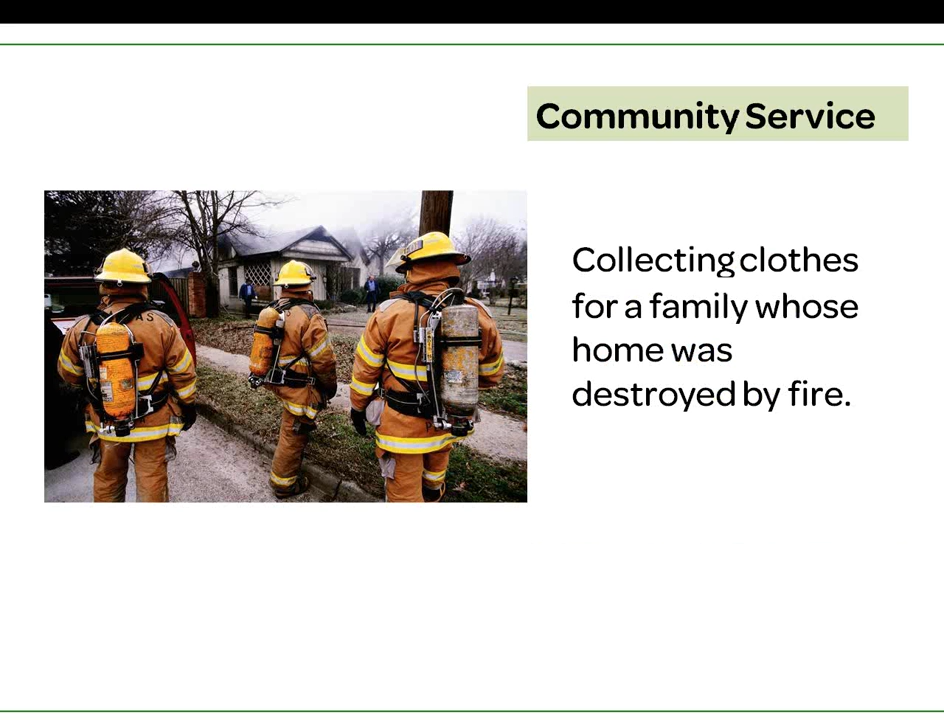 Community Service
Collecting clothes
for a family whose
home was
destroyed by fire.